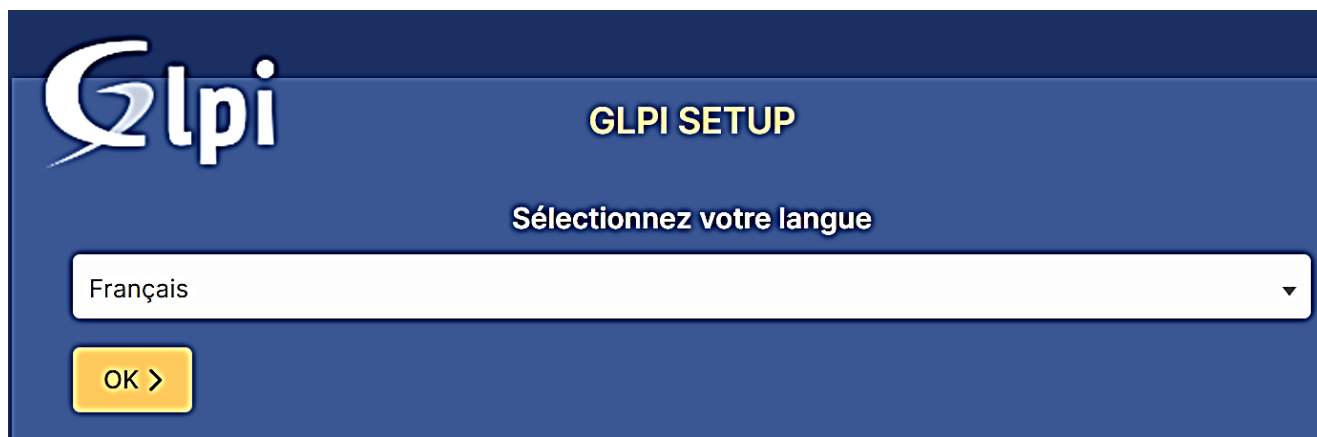 Glpi
GLPI SETUP
Sélectionnez votre langue
Français
OK >